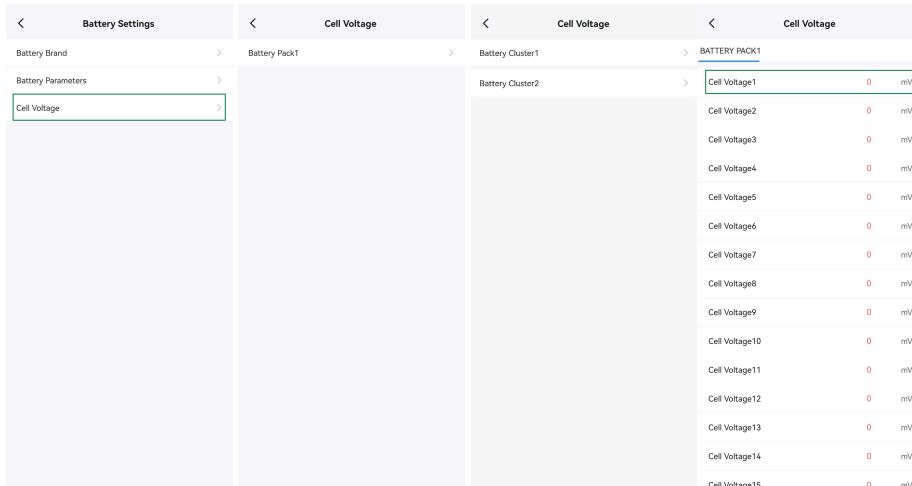 Battery Settings
Battery Brand
Battery Parameters
Cell Voltage
Cell Voltage
Battery Pack1
Cell Voltage
Battery Cluster1
Battery Cluster2
Cell Voltage
BATTERY PACK1
Cell Voltage1 0 mV
Cell Voltage2 0 mV
Cell Voltage3 0 mV
Cell Voltage4 0 mV
Cell Voltage5 0 mV
Cell Voltage6 0 mV
Cell Voltage7 0 mV
Cell Voltage8 0 mV
Cell Voltage9 0 mV
Cell Voltage10 0 mV
Cell Voltage11 0 mV
Cell Voltage12 0 mV
Cell Voltage13 0 mV
Cell Voltage14 0 mV
Cell Voltage15 0 mV